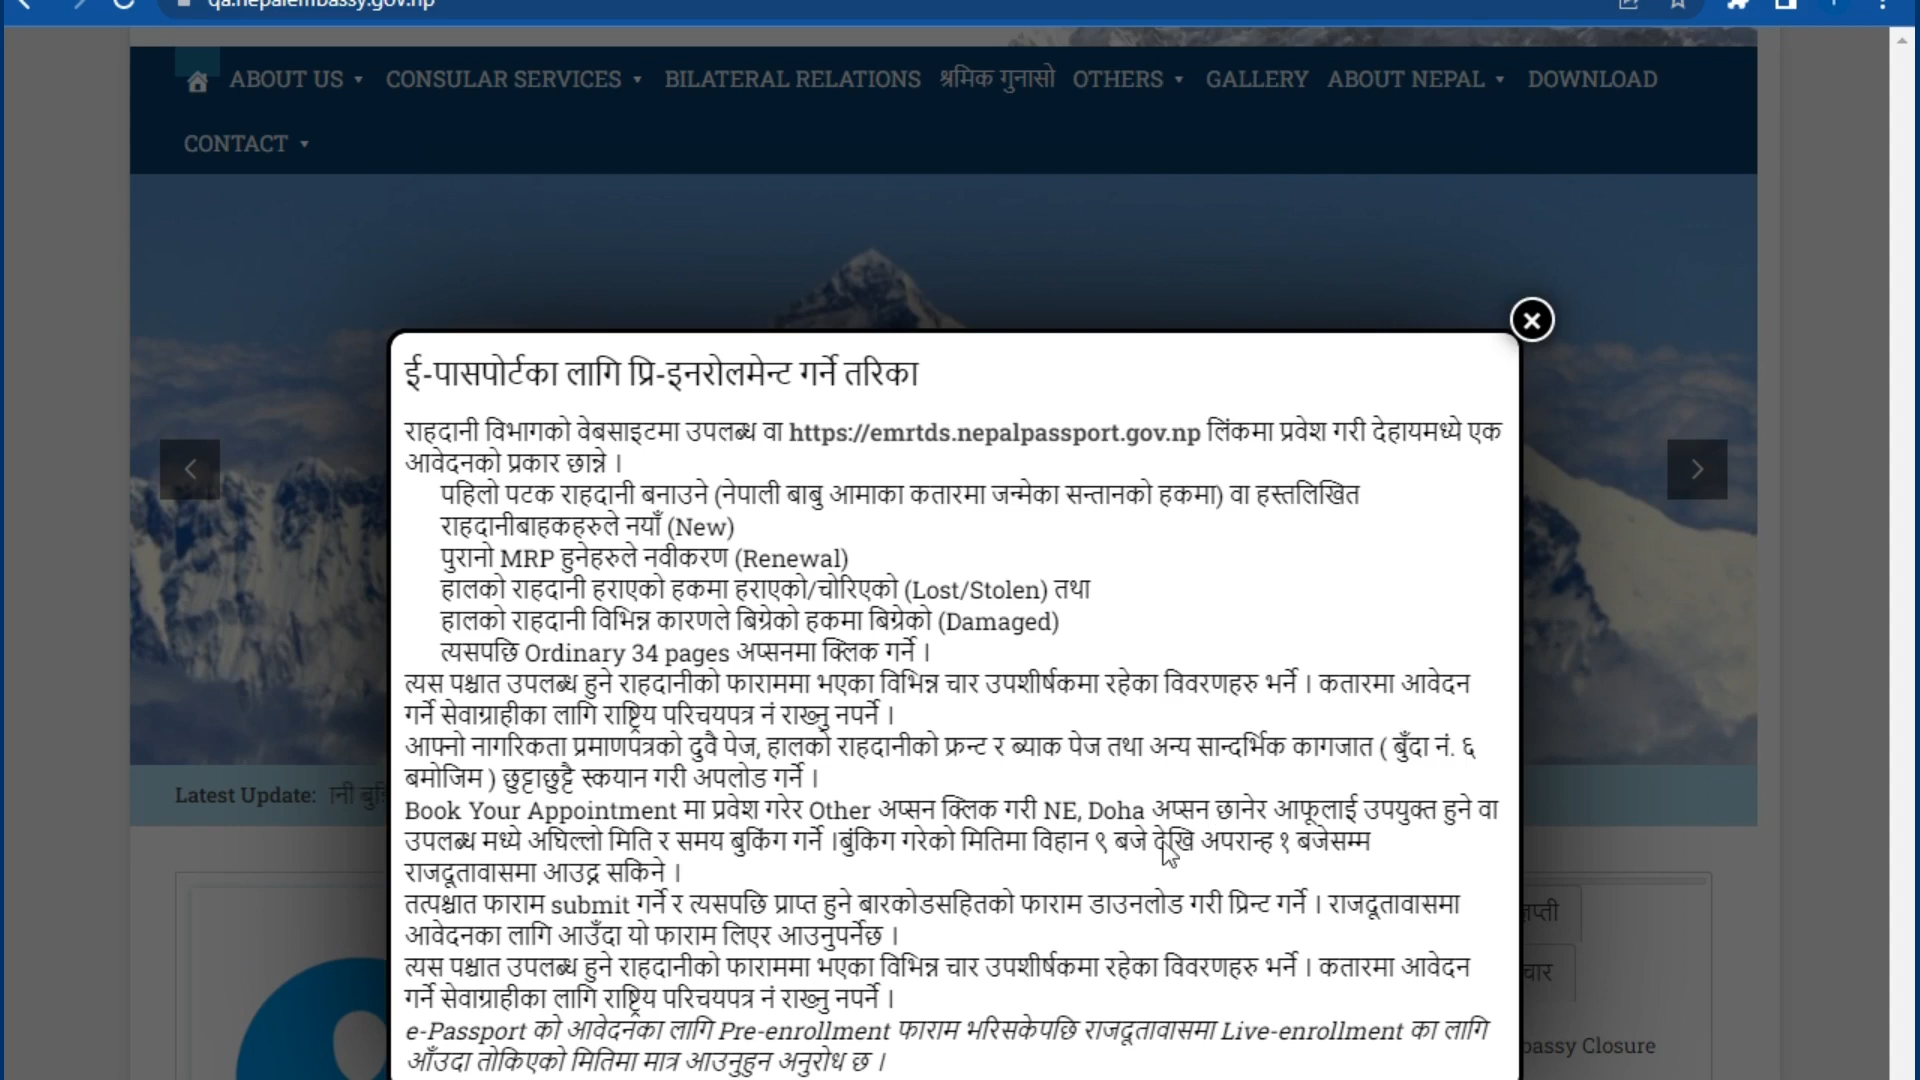 qa.nepalembassy.gov.np
ABOUT US CONSULAR SERVICES BILATERAL RELATIONS श्रमिक गुनासो OTHERS GALLERY ABOUT NEPAL DOWNLOAD
CONTACT
ई-पासपोर्टका लागि प्रि-इनरोलमेन्ट गर्ने तरिका
राहदानी विभागको वेबसाइटमा उपलब्ध वा https://emrtds.nepalpassport.gov.np लिंकमा प्रवेश गरी देहायमध्ये एक
आवेदनको प्रकार छान्ने ।
पहिलो पटक राहदानी बनाउने (नेपाली बाबु आमाका कतारमा जन्मेका सन्तानको हकमा) वा हस्तलिखित
राहदानीबाहकहरुले नयाँ (New)
पुरानो MRP हुनेहरुले नवीकरण (Renewal)
हालको राहदानी हराएको हकमा हराएको/चोरिएको (Lost/Stolen) तथा
हालको राहदानी विभिन्न कारणले बिग्रेको हकमा बिग्रेको (Damaged)
त्यसपछि Ordinary 34 pages अप्सनमा क्लिक गर्ने ।
त्यस पश्चात उपलब्ध हुने राहदानीको फाराममा भएका विभिन्न चार उपशीर्षकमा रहेका विवरणहरु भर्ने । कतारमा आवेदन
गर्ने सेवाग्राहीका लागि राष्ट्रिय परिचयपत्र नं राख्नु नपर्ने ।
आफ्नो नागरिकता प्रमाणपत्रको दुवै पेज, हालको राहदानीको फ्रन्ट र ब्याक पेज तथा अन्य सान्दर्भिक कागजात ( बुँदा नं. ६
बमोजिम ) छुट्टाछुट्टै स्कयान गरी अपलोड गर्ने ।
Latest Update: नी बु
Book Your Appointment मा प्रवेश गरेर Other अप्सन क्लिक गरी NE, Doha अप्सन छानेर आफूलाई उपयुक्त हुने वा
उपलब्ध मध्ये अघिल्लो मिति र समय बुकिंग गर्ने ।बुंकिग गरेको मितिमा विहान ९ बजे देखि अपरान्ह १ बजेसम्म
राजदूतावासमा आउन सकिने ।
तत्पश्चात फाराम submit गर्ने र त्यसपछि प्राप्त हुने बारकोडसहितको फाराम डाउनलोड गरी प्रिन्ट गर्ने । राजदूतावासमा
आवेदनका लागि आउँदा यो फाराम लिएर आउनुपर्नेछ ।
त्यस पश्चात उपलब्ध हुने राहदानीको फाराममा भएका विभिन्न चार उपशीर्षकमा रहेका विवरणहरु भर्ने । कतारमा आवेदन
गर्ने सेवाग्राहीका लागि राष्ट्रिय परिचयपत्र नं राख्नु नपर्ने ।
e-Passport को आवेदनका लागि Pre-enrollment फाराम भरिसकेपछि राजदूतावासमा Live-enrollment का लागि
आँउदा तोकिएको मितिमा मात्र आउनुहुन अनुरोध छ ।
bassy Closure